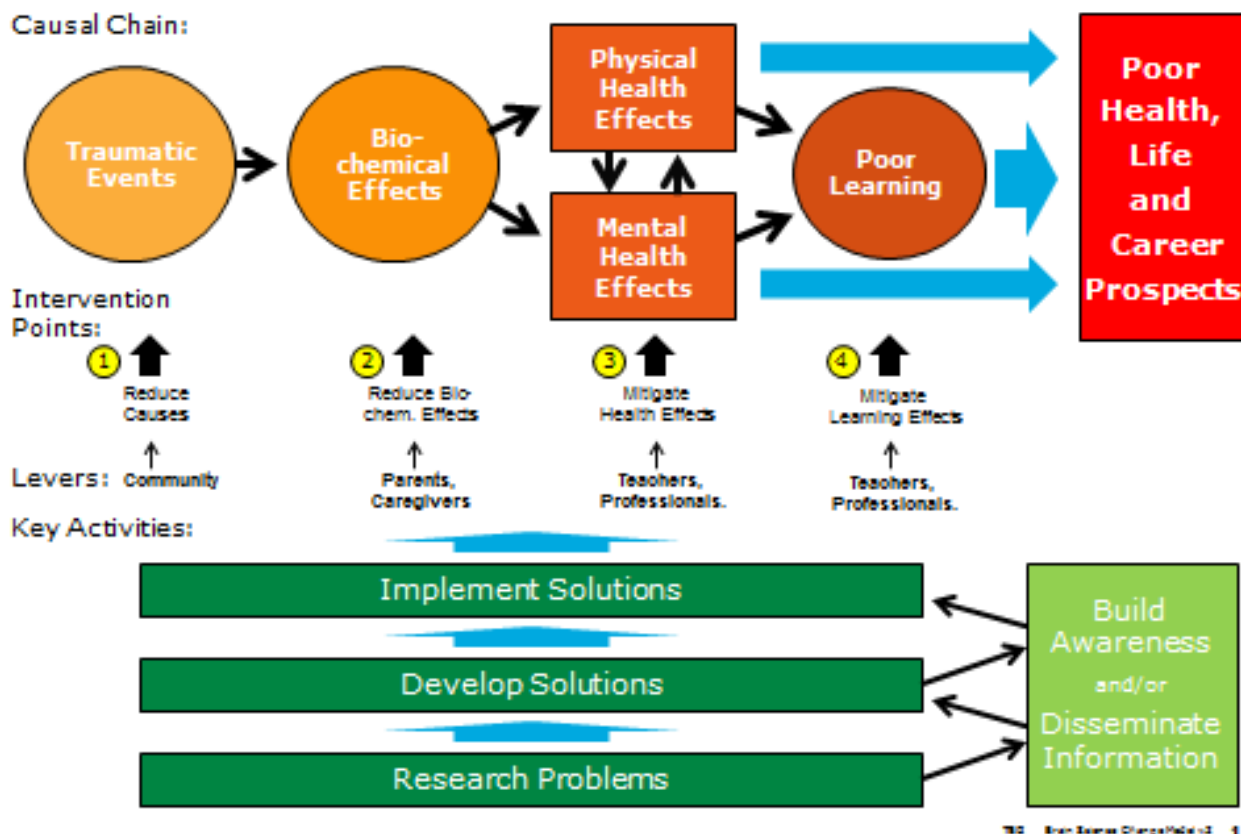 Causal Chain:
Traumatic
Events
Bio-
chemical
Effects
Physical
Health
Effects
Mental
Health
Effects
Poor
Learning
Poor
Health,
Life
and
Career
Prospects
Intervention
Points:
1
Reduce
Causes
2
Reduce Bio-
chem. Effects
3
Mitigate
Health Effects
4
Mitigate
Learning Effects
Levers:
Community
Parents,
Caregivers
Teachers,
Professionals.
Teachers,
Professionals.
Key Activities:
Implement Solutions
Develop Solutions
Research Problems
Build
Awareness
and/or
Disseminate
Information